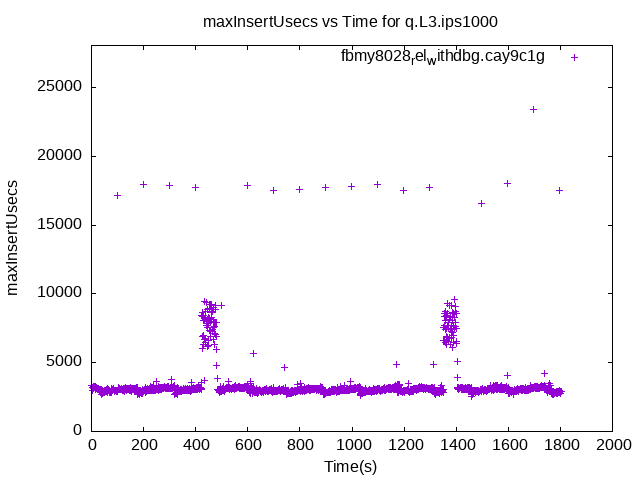 maxInsertUsecs vs Time for q.L3.ips1000
fbmy8028relwithdbg.cay9c1g
maxInsertUsecs
25000
20000
15000
10000
5000
0
0 200 400 600 800 1000 1200 1400 1600 1800 2000
Time(s)